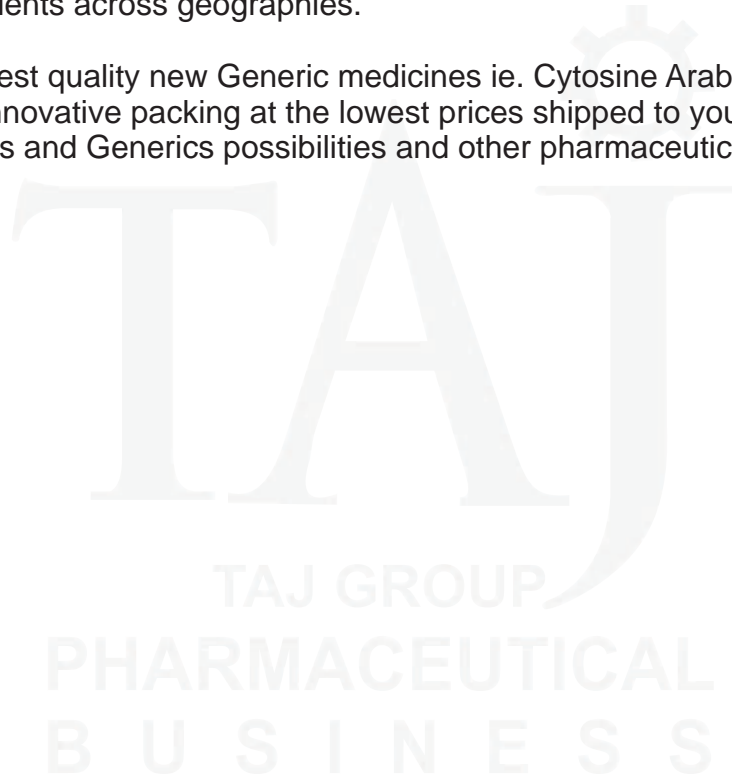 ents across geographies.
est quality new Generic medicines ie. Cytosine Arab
nnovative packing at the lowest prices shipped to you
s and Generics possibilities and other pharmaceutic
TAJ
TAJ GROUP
PHARMACEUTICAL
BUSINESS